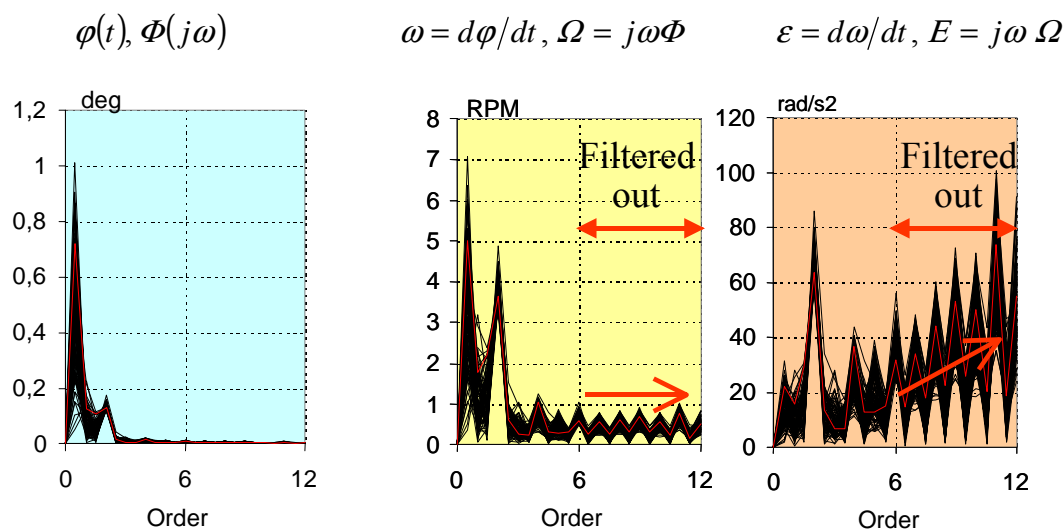 φ(t), Φ(jω)
ω = dφ/dt, Ω = jωΦ
ε = dω/dt, E = jω Ω
deg
1,2
1
0,8
0,6
0,4
0,2
0
0 6 12
Order
RPM
8
7
6
5
4
3
2
1
0
Filtered
out
0 6 12
Order
rad/s2
120
100
80
60
40
20
0
Filtered
out
0 6 12
Order